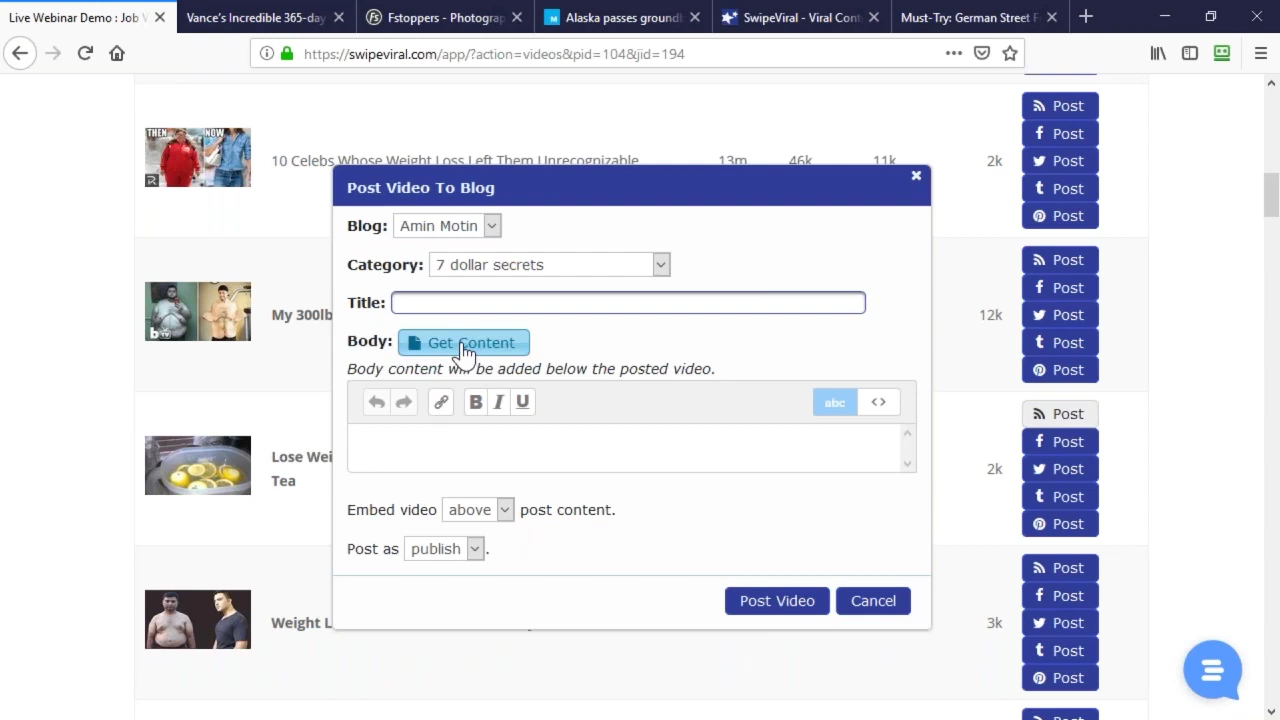 Live Webinar Demo : Job
Vance's Incredible 365-day
Fstoppers - Photograp
Alaska passes ground
SwipeViral - Viral Cont
Must-Try: German Street F
https://swipeviral.com/app/?action=videos&pid=104&jid=194
THEN NOW
10 Celebs Whose Weight Loss Left Them Unrecognizable 13m 46k 11k 2k
Post
Post
Post
Post
Post
Post Video To Blog
Blog: Amin Motin
Category: 7 dollar secrets
Title:
Body: Get Content
Body content will be added below the posted video.
B I U abc <>
Embed video above post content.
Post as publish .
Post Video Cancel
My 300lb 12k
Post
Post
Post
Post
Post
Lose Wei
Tea
2k
Post
Post
Post
Post
Post
Weight L 3k
Post
Post
Post
Post
Post